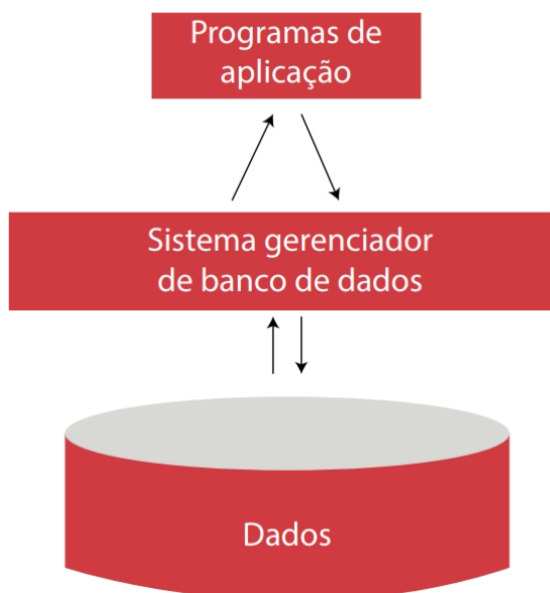 Programas de
aplicação
Sistema gerenciador
de banco de dados
Dados